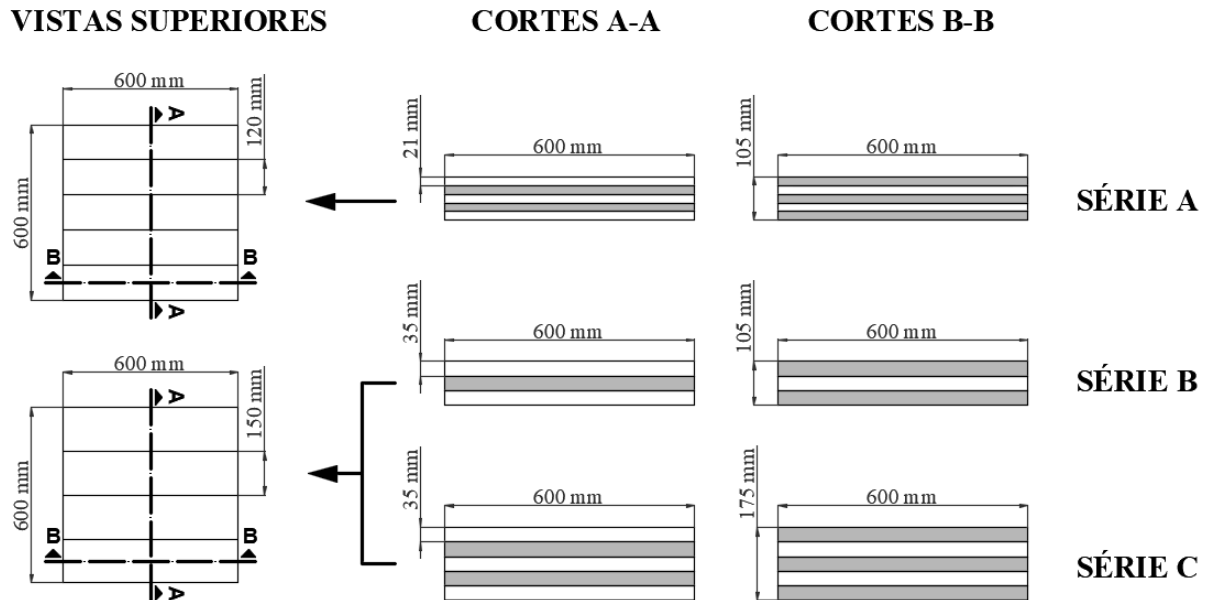 VISTAS SUPERIORES
CORTES A-A
CORTES B-B
600 mm
120 mm
600 mm
A
B
B
A
21 mm
600 mm
105 mm
600 mm
SÉRIE A
35 mm
600 mm
105 mm
600 mm
SÉRIE B
600 mm
150 mm
600 mm
A
B
B
A
35 mm
600 mm
175 mm
600 mm
SÉRIE C